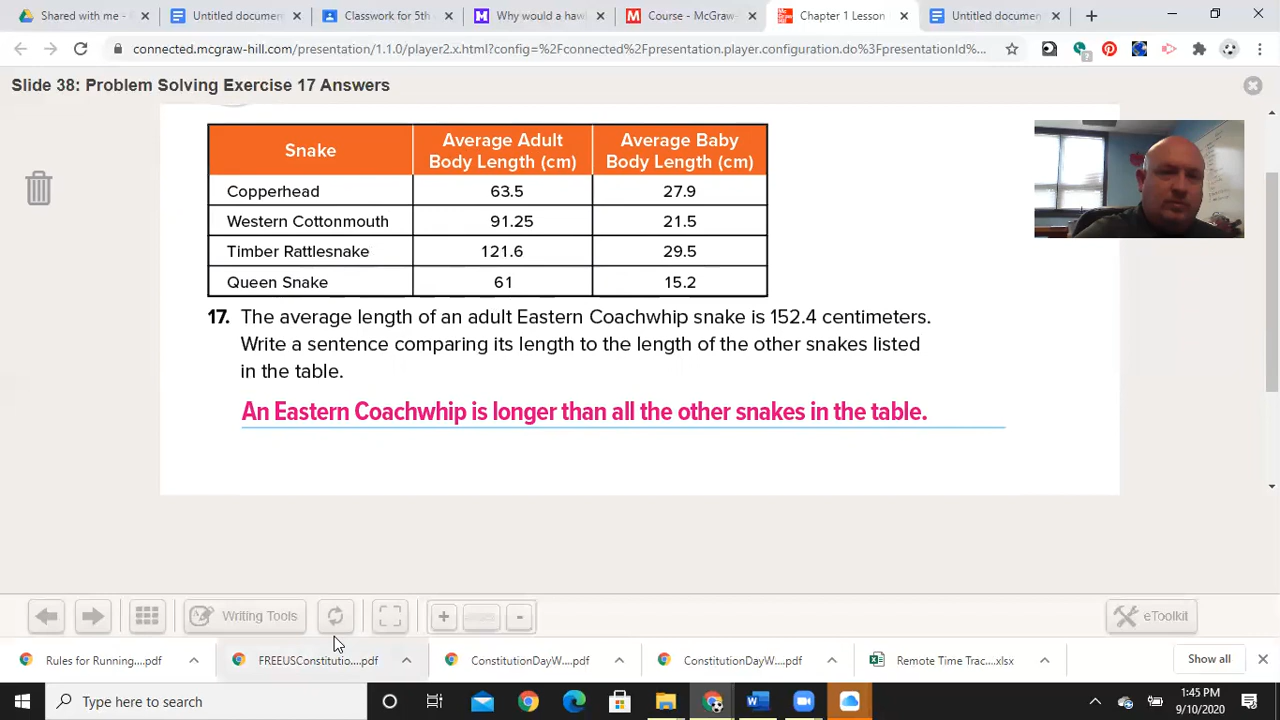 Shared with me - G
Untitled documen
Classwork for 5th
Why would a hawk
Course - McGraw-
Chapter 1 Lesson
Untitled documen
connected.mcgraw-hill.com/presentation/1.1.0/player2.x.html?config=%2Fconnected%2Fpresentation.player.configuration.do%3FpresentationId%...
Slide 38: Problem Solving Exercise 17 Answers
Snake Average Adult Body Length (cm) Average Baby Body Length (cm)
Copperhead 63.5 27.9
Western Cottonmouth 91.25 21.5
Timber Rattlesnake 121.6 29.5
Queen Snake 61 15.2
17. The average length of an adult Eastern Coachwhip snake is 152.4 centimeters.
Write a sentence comparing its length to the length of the other snakes listed
in the table.
An Eastern Coachwhip is longer than all the other snakes in the table.
Writing Tools
eToolkit
Rules for Running....pdf
FREEUSConstitutio....pdf
ConstitutionDayW....pdf
ConstitutionDayW....pdf
Remote Time Trac....xlsx
Show all
Type here to search
1:45 PM
9/10/2020